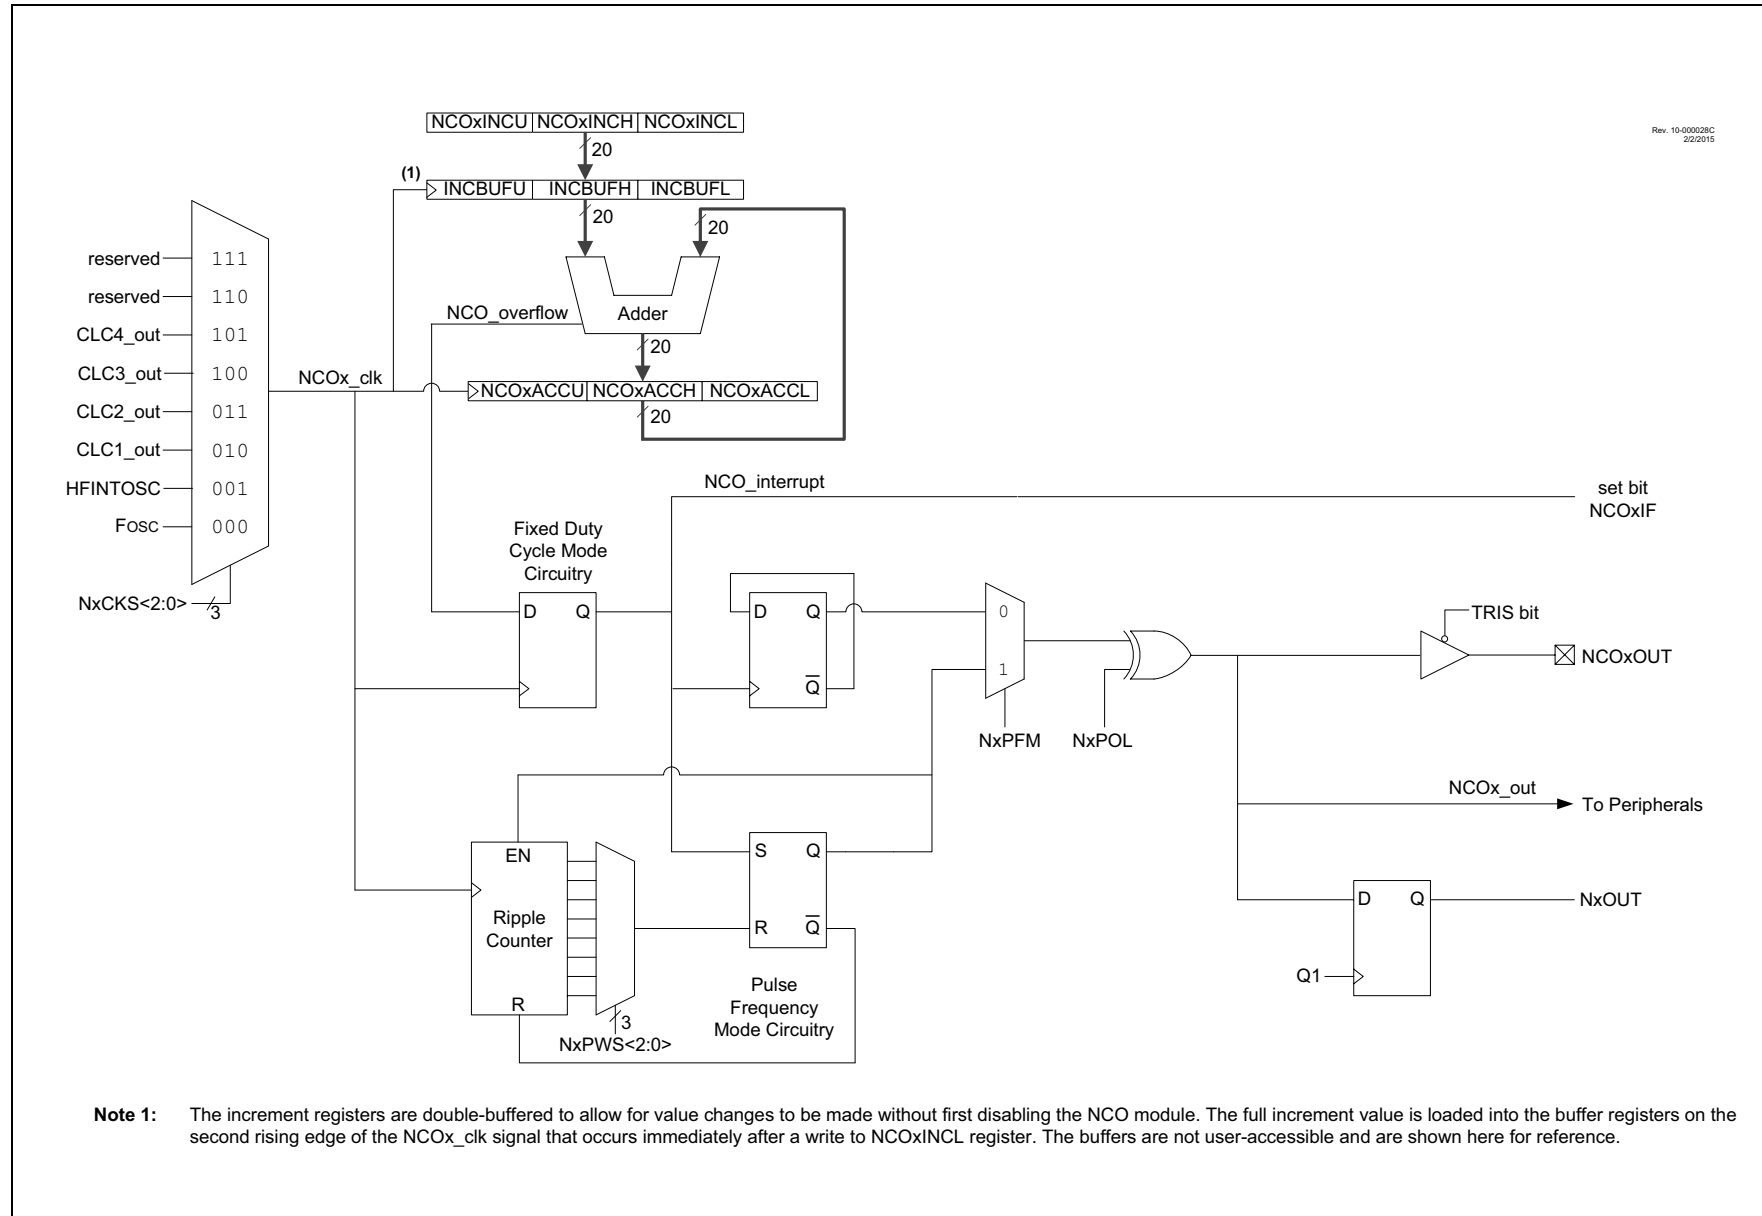 Rev. 10-000028C
2/2/2015
NCOxINCU NCOxINCH NCOxINCL
20
(1)
INCBUFU INCBUFH INCBUFL
20
20
reserved 111
reserved 110
CLC4_out 101
CLC3_out 100
CLC2_out 011
CLC1_out 010
HFINTOSC 001
FOSC 000
NxCKS<2:0> 3
NCOx_clk
NCO_overflow
Adder
20
NCOxACCU NCOxACCH NCOxACCL
20
NCO_interrupt
set bit
NCOxIF
Fixed Duty
Cycle Mode
Circuitry
D Q
D Q
Q
0
1
NxPFM
NxPOL
TRIS bit
NCOxOUT
NCOx_out
To Peripherals
EN
Ripple
Counter
R
3
NxPWS<2:0>
S Q
R Q
Pulse
Frequency
Mode Circuitry
D Q
NxOUT
Q1
Note 1: The increment registers are double-buffered to allow for value changes to be made without first disabling the NCO module. The full increment value is loaded into the buffer registers on the
second rising edge of the NCOx_clk signal that occurs immediately after a write to NCOxINCL register. The buffers are not user-accessible and are shown here for reference.